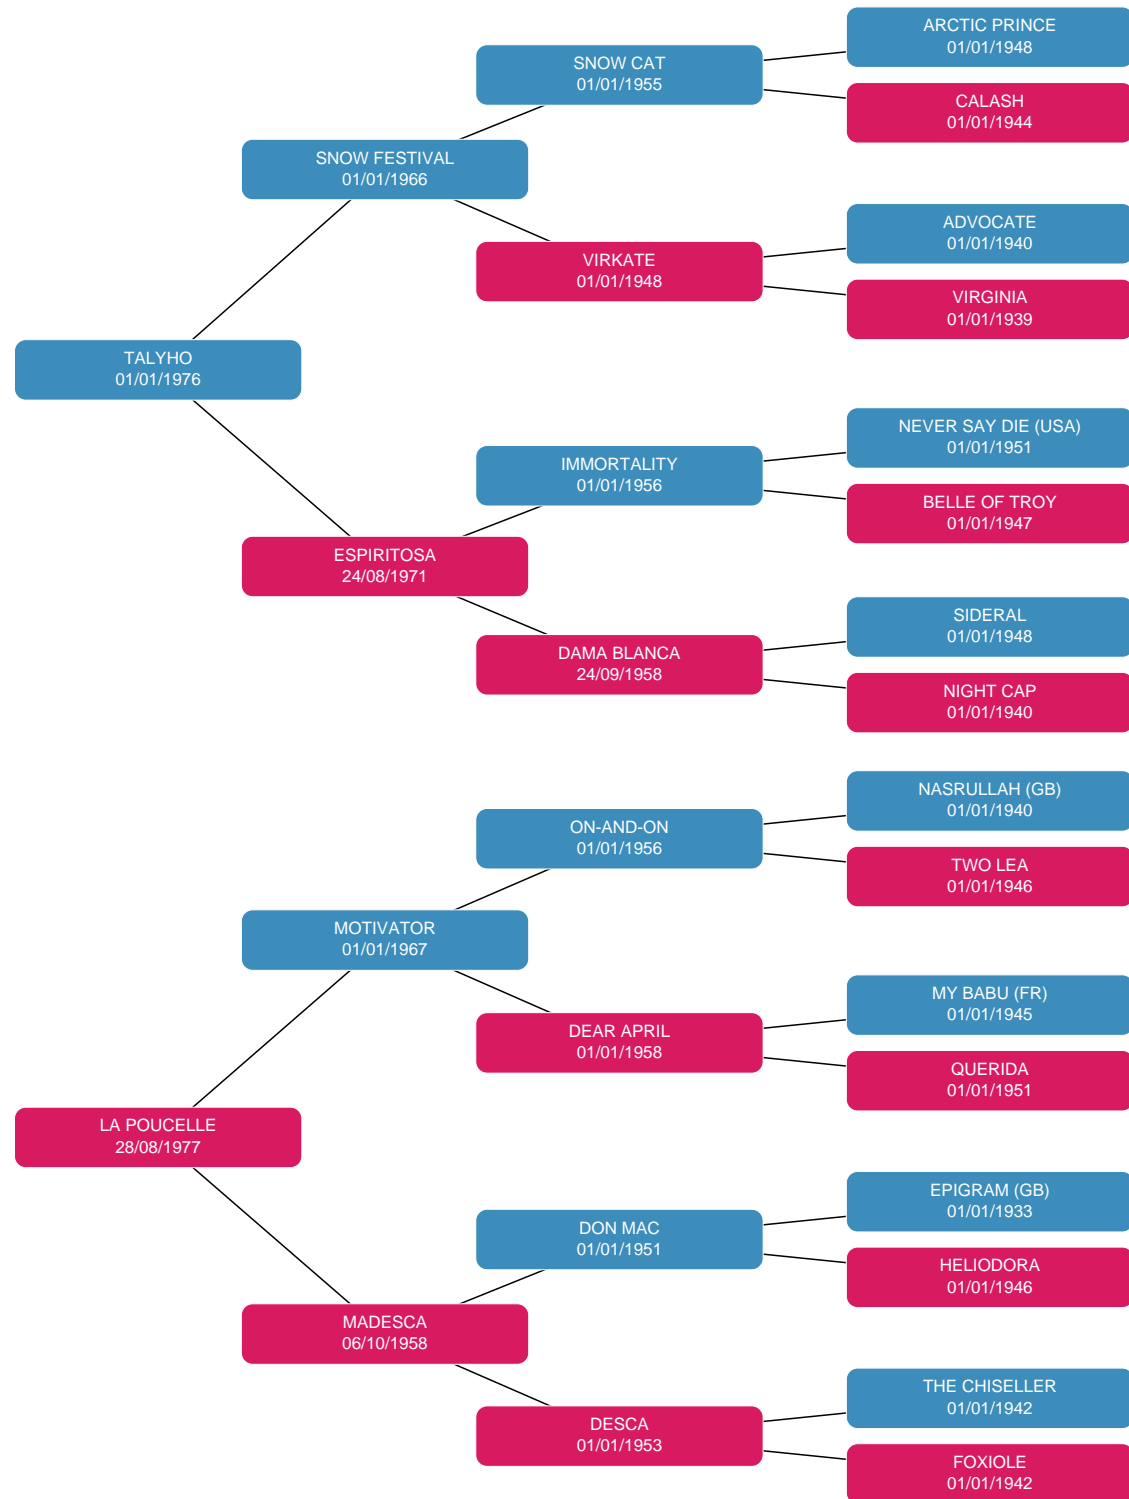 ARCTIC PRINCE
01/01/1948
SNOW CAT
01/01/1955
CALASH
01/01/1944
SNOW FESTIVAL
01/01/1966
ADVOCATE
01/01/1940
VIRKATE
01/01/1948
VIRGINIA
01/01/1939
TALYHO
01/01/1976
NEVER SAY DIE (USA)
01/01/1951
IMMORTALITY
01/01/1956
BELLE OF TROY
01/01/1947
ESPIRITOSA
24/08/1971
SIDERAL
01/01/1948
DAMA BLANCA
24/09/1958
NIGHT CAP
01/01/1940
NASRULLAH (GB)
01/01/1940
ON-AND-ON
01/01/1956
TWO LEA
01/01/1946
MOTIVATOR
01/01/1967
MY BABU (FR)
01/01/1945
DEAR APRIL
01/01/1958
QUERIDA
01/01/1951
LA POUCELLE
28/08/1977
EPIGRAM (GB)
01/01/1933
DON MAC
01/01/1951
HELIODORA
01/01/1946
MADESCA
06/10/1958
THE CHISELLER
01/01/1942
DESCA
01/01/1953
FOXIOLE
01/01/1942